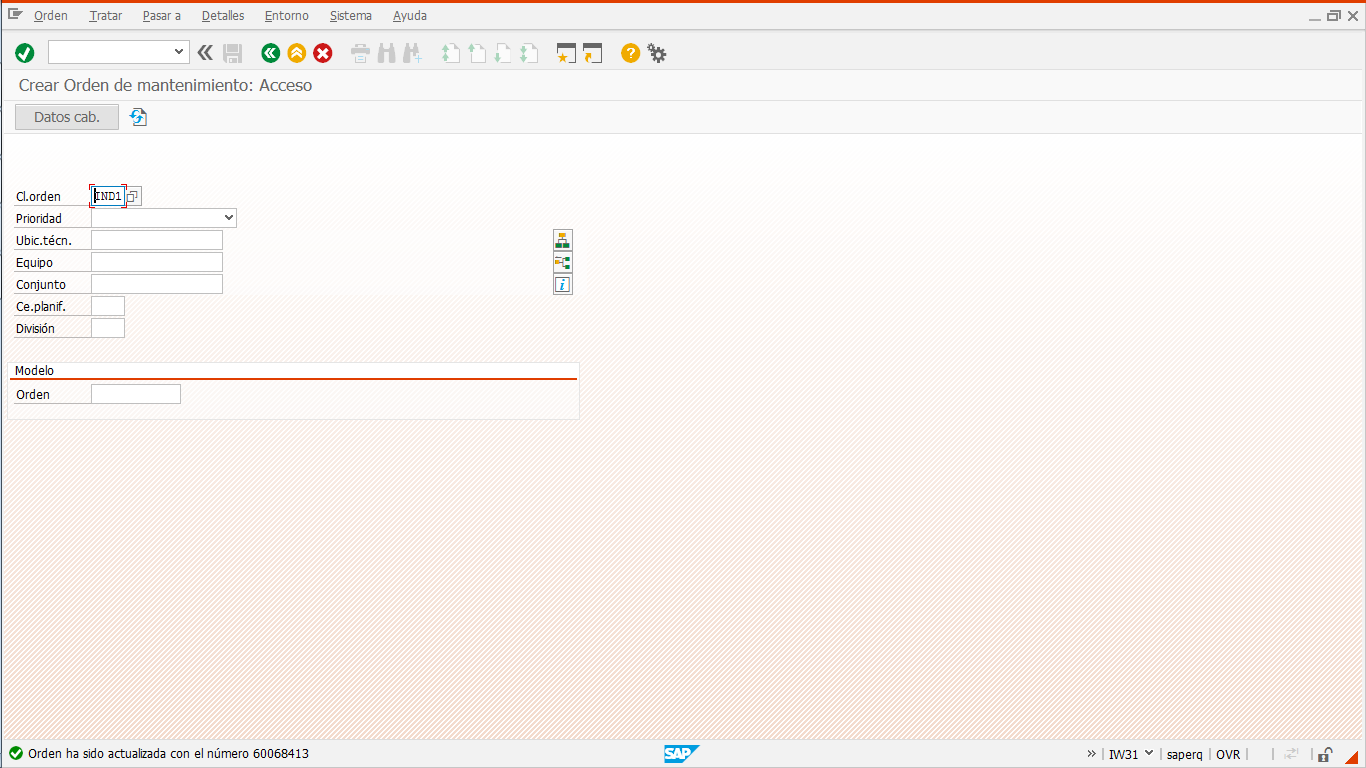 Orden Tratar Pasar a Detalles Entorno Sistema Ayuda
Crear Orden de mantenimiento: Acceso
Datos cab.
Cl.orden IND1
Prioridad
Ubic.técn.
Equipo
Conjunto
Ce.planif.
División
Modelo
Orden
Orden ha sido actualizada con el número 60068413 SAP IW31 saperq OVR